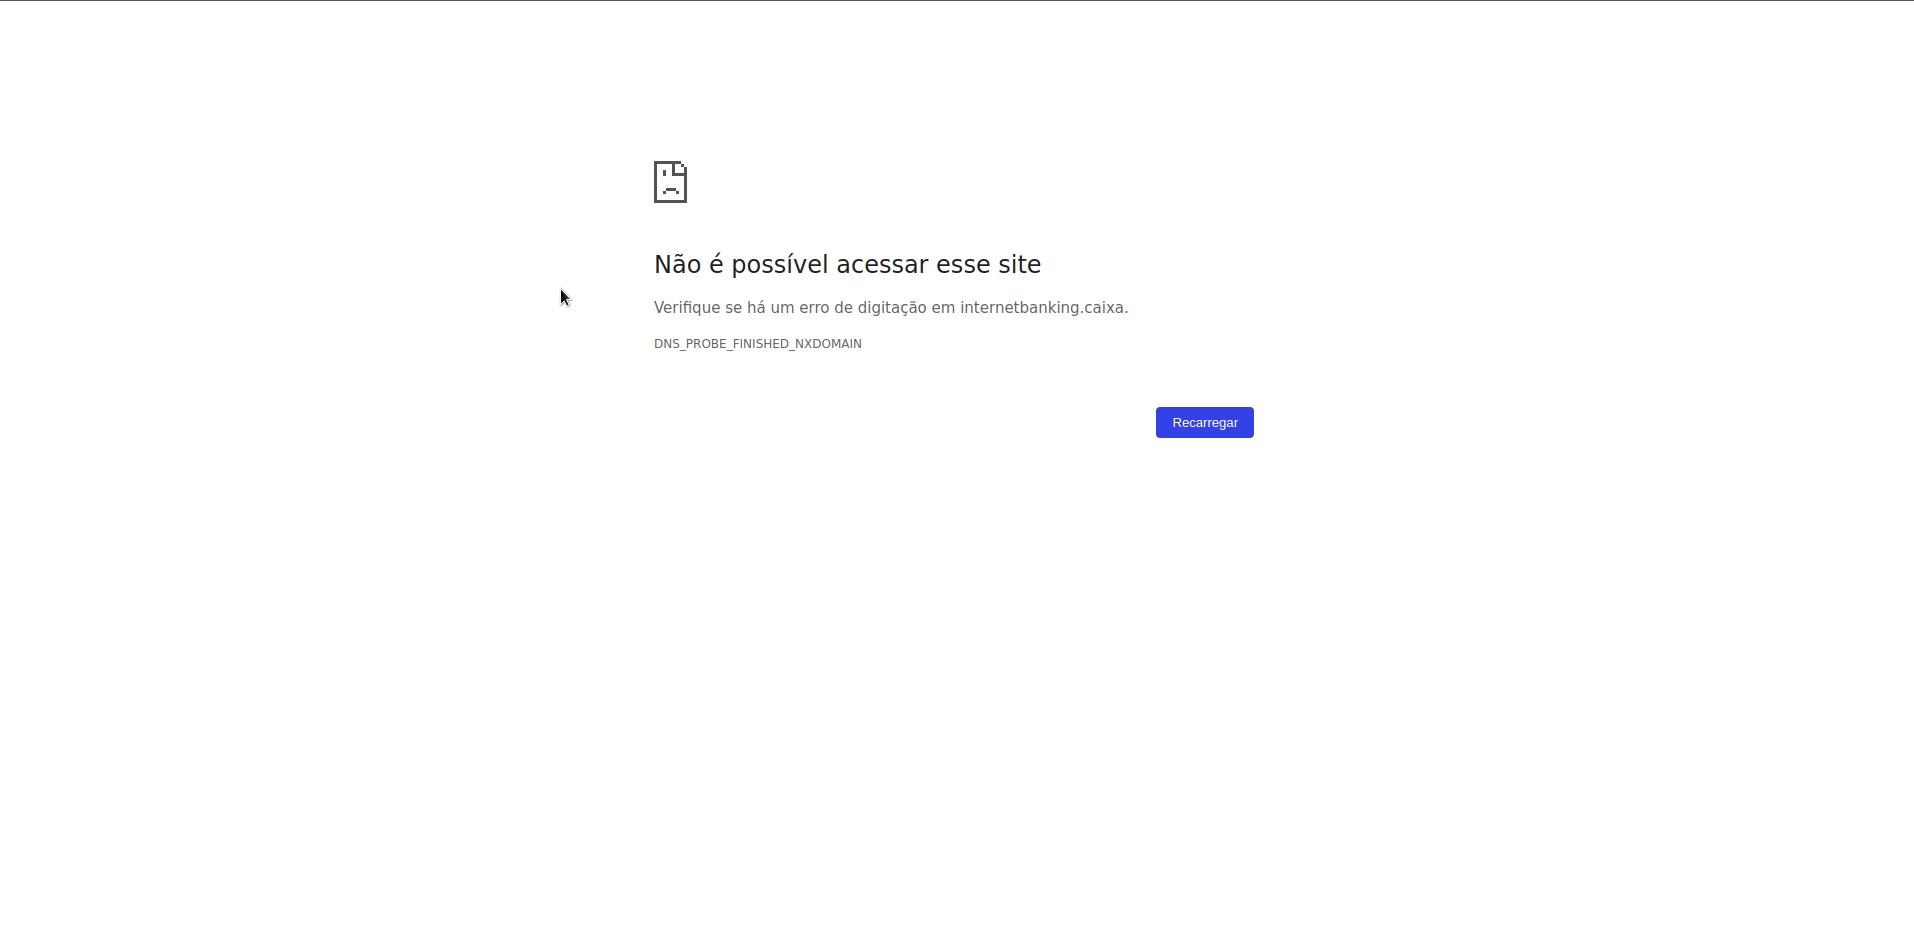 Não é possível acessar esse site
Verifique se há um erro de digitação em internetbanking.caixa.
DNS_PROBE_FINISHED_NXDOMAIN
Recarregar